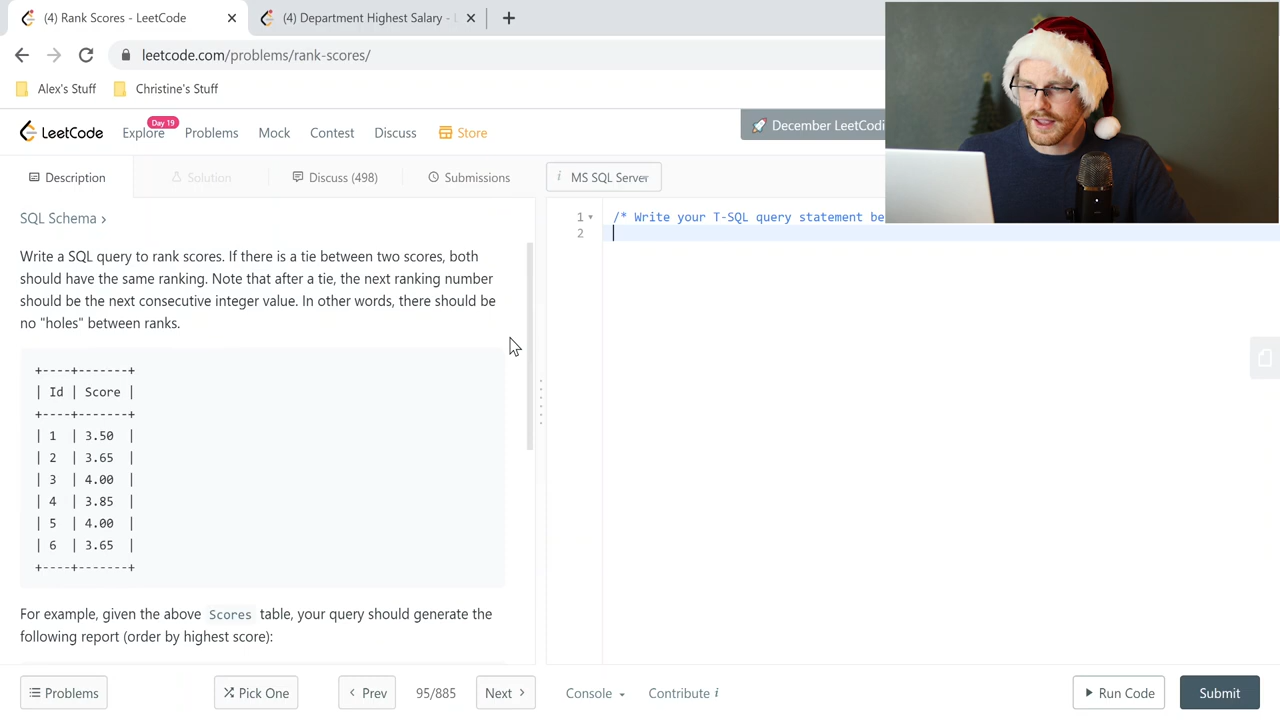 (4) Rank Scores - LeetCode
(4) Department Highest Salary -
leetcode.com/problems/rank-scores/
Alex's Stuff
Christine's Stuff
LeetCode
Explore
Day 19
Problems
Mock
Contest
Discuss
Store
December LeetCodi
Description
Solution
Discuss (498)
Submissions
i MS SQL Server
SQL Schema ›
Write a SQL query to rank scores. If there is a tie between two scores, both
should have the same ranking. Note that after a tie, the next ranking number
should be the next consecutive integer value. In other words, there should be
no "holes" between ranks.
+----+-------+
| Id | Score |
+----+-------+
| 1 | 3.50 |
| 2 | 3.65 |
| 3 | 4.00 |
| 4 | 3.85 |
| 5 | 4.00 |
| 6 | 3.65 |
+----+-------+
For example, given the above Scores table, your query should generate the
following report (order by highest score):
1 /* Write your T-SQL query statement be
2
Problems
Pick One
Prev
95/885
Next
Console
Contribute i
Run Code
Submit